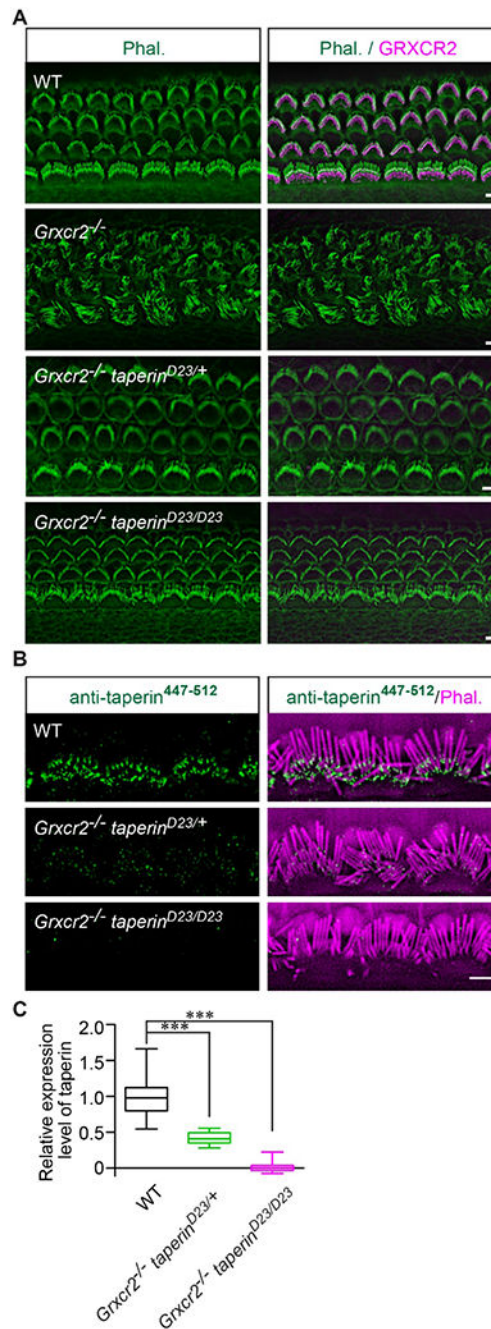 A
Phal.
Phal. / GRXCR2
WT
Grxcr2-/-
Grxcr2-/- taperinD23/+
Grxcr2-/- taperinD23/D23
B
anti-taperin447-512
anti-taperin447-512/Phal.
WT
Grxcr2-/- taperinD23/+
Grxcr2-/- taperinD23/D23
C
Relative expression
level of taperin
2.0
1.5
1.0
0.5
0
***
***
WT
Grxcr2-/- taperinD23/+
Grxcr2-/- taperinD23/D23